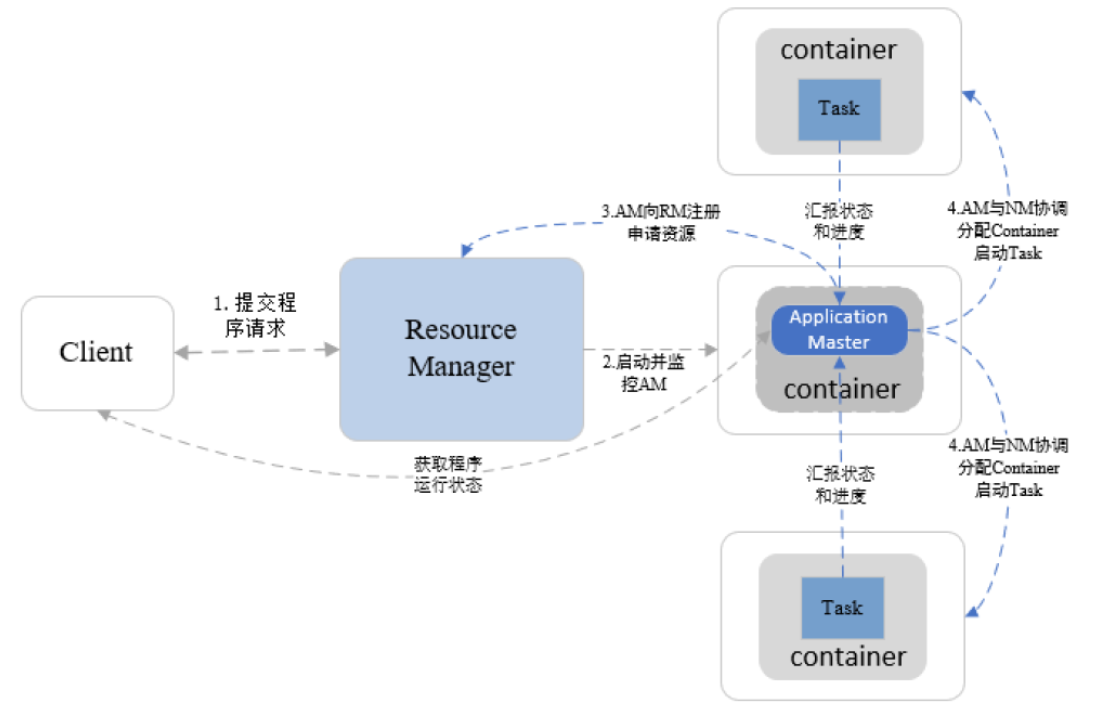 container
Task
3.AM向RM注册
申请资源
汇报状态
和进度
4.AM与NM协调
分配Container
启动Task
1. 提交程
序请求
Client
Resource
Manager
2.启动并监
控AM
Application
Master
container
获取程序
运行状态
汇报状态
和进度
4.AM与NM协调
分配Container
启动Task
Task
container